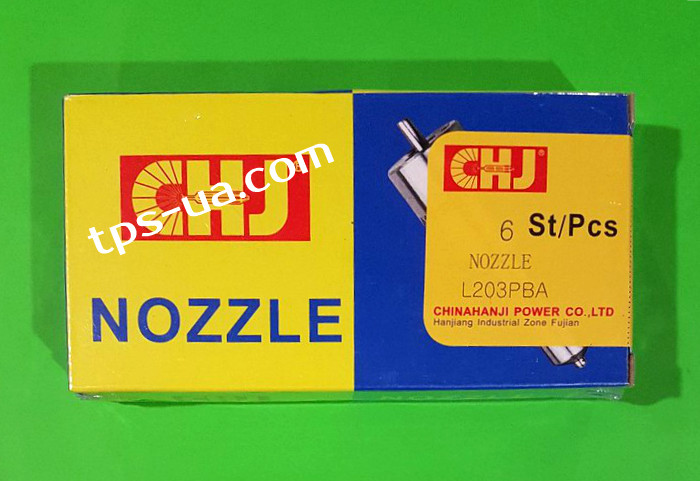 CHJ®
tps-ua.com
NOZZLE
CHJ®
6 St/Pcs
NOZZLE
L203PBA
CHINAHANJI POWER CO.,LTD
Hanjiang Industrial Zone Fujian